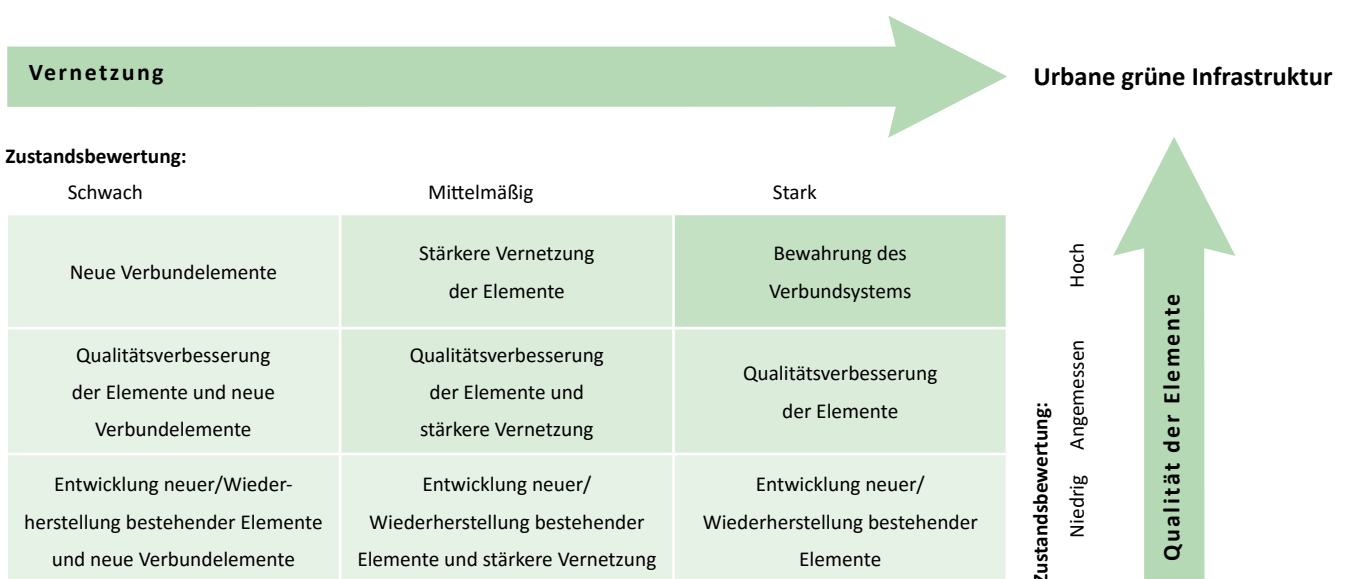 Vernetzung
Urbane grüne Infrastruktur
Zustandsbewertung:
Schwach
Mittelmäßig
Stark
Neue Verbundelemente
Stärkere Vernetzung
der Elemente
Bewahrung des
Verbundsystems
Hoch
Qualitätsverbesserung
der Elemente und neue
Verbundelemente
Qualitätsverbesserung
der Elemente und
stärkere Vernetzung
Qualitätsverbesserung
der Elemente
Angemessen
Entwicklung neuer/Wieder-
herstellung bestehender Elemente
und neue Verbundelemente
Entwicklung neuer/
Wiederherstellung bestehender
Elemente und stärkere Vernetzung
Entwicklung neuer/
Wiederherstellung bestehender
Elemente
Niedrig
Zustandsbewertung:
Qualität der Elemente